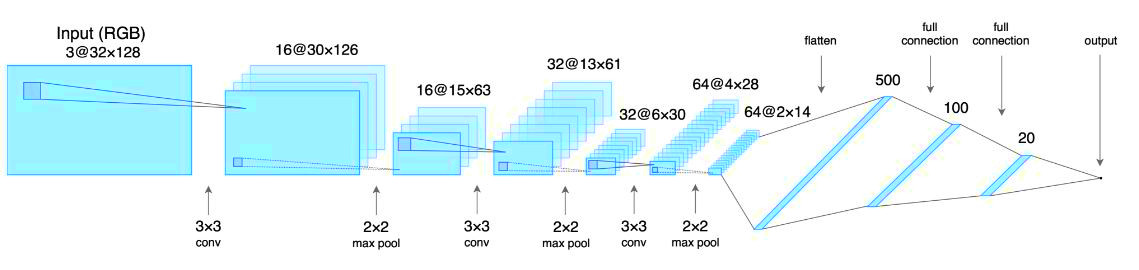 Input (RGB)
3@32×128
16@30×126
16@15×63
32@13×61
32@6×30
64@4×28
64@2×14
flatten
500
full
connection
100
full
connection
20
output
3×3
conv
2×2
max pool
3×3
conv
2×2
max pool
3×3
conv
2×2
max pool